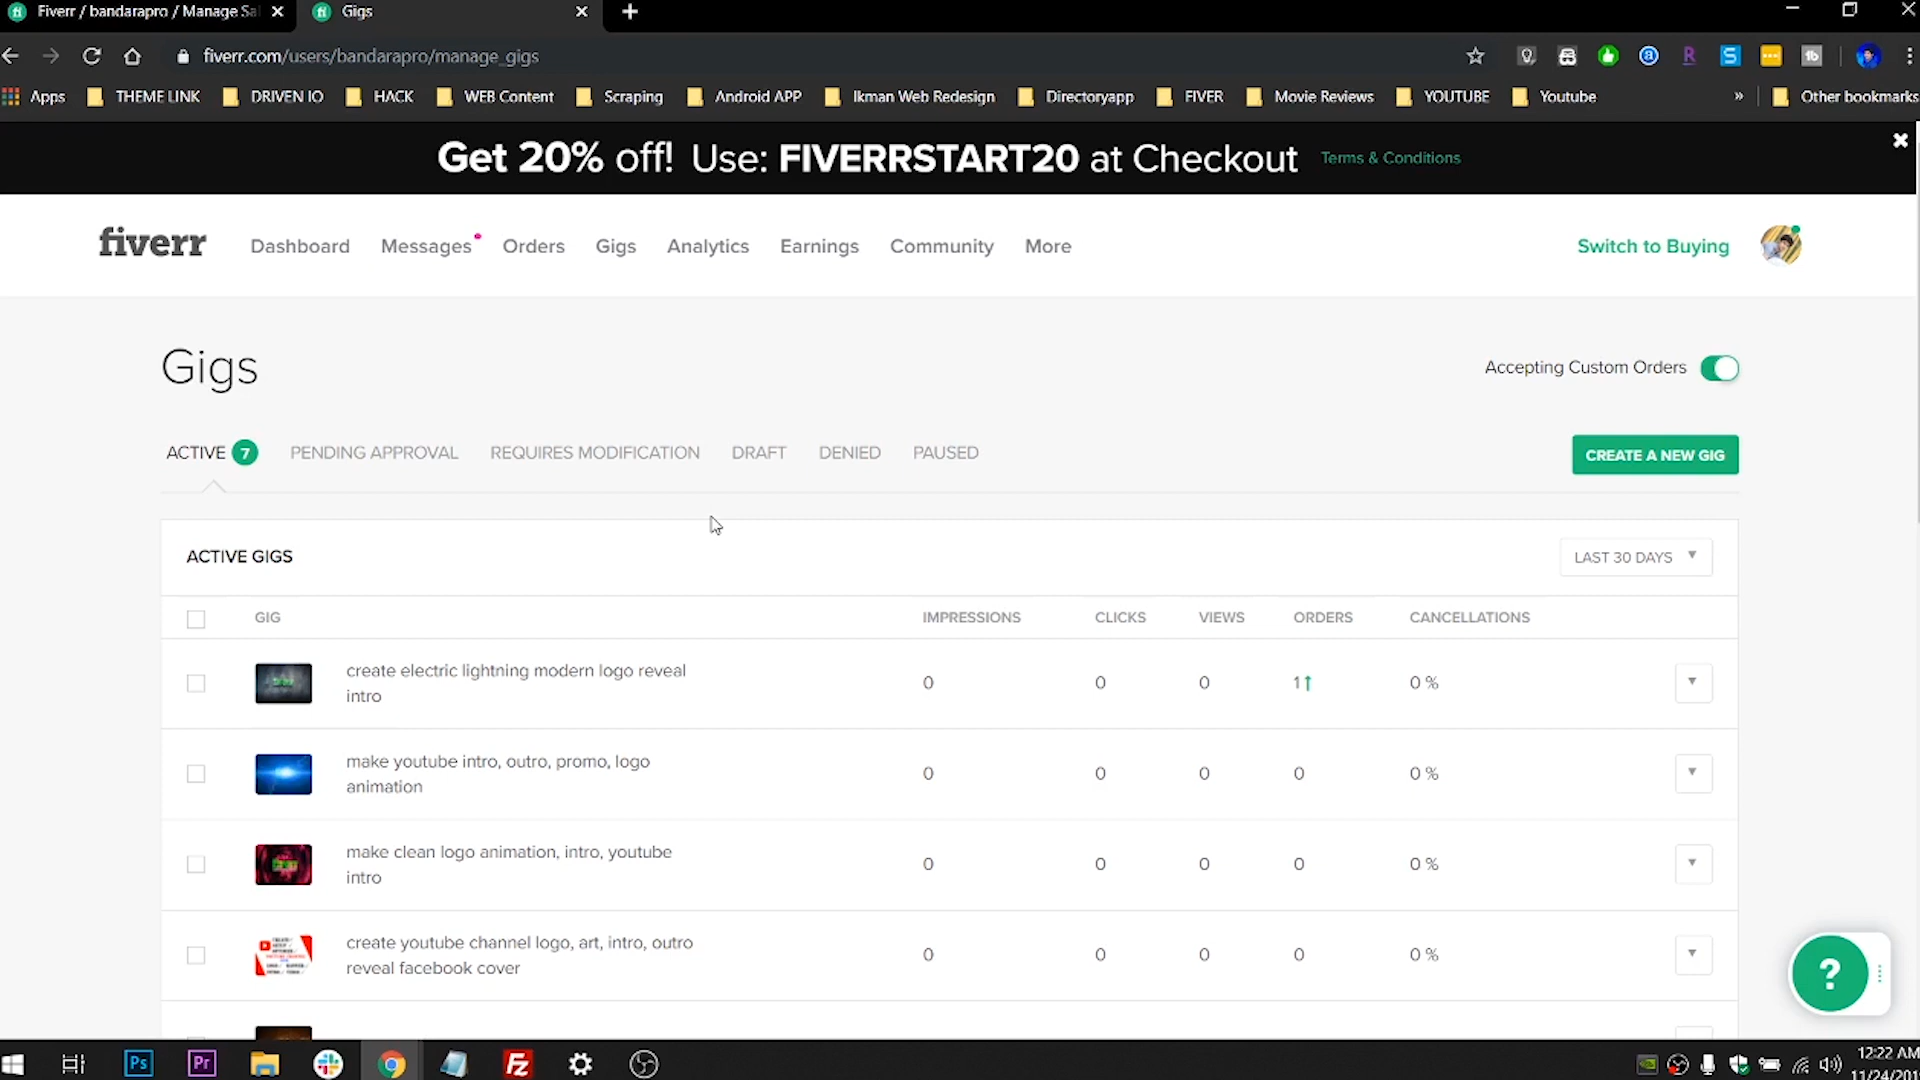 Fiverr / bandarapro / Manage Sal
Gigs
fiverr.com/users/bandarapro/manage_gigs
Apps
THEME LINK
DRIVEN IO
HACK
WEB Content
Scraping
Android APP
Ikman Web Redesign
Directoryapp
FIVER
Movie Reviews
YOUTUBE
Youtube
»
Other bookmarks
Get 20% off! Use: FIVERRSTART20 at Checkout
Terms & Conditions
fiverr
Dashboard
Messages
Orders
Gigs
Analytics
Earnings
Community
More
Switch to Buying
Gigs
Accepting Custom Orders
ACTIVE 7
PENDING APPROVAL
REQUIRES MODIFICATION
DRAFT
DENIED
PAUSED
CREATE A NEW GIG
ACTIVE GIGS
LAST 30 DAYS
GIG
IMPRESSIONS
CLICKS
VIEWS
ORDERS
CANCELLATIONS
create electric lightning modern logo reveal
intro
0
0
0
1
0 %
make youtube intro, outro, promo, logo
animation
0
0
0
0
0 %
make clean logo animation, intro, youtube
intro
0
0
0
0
0 %
create youtube channel logo, art, intro, outro
reveal facebook cover
0
0
0
0
0 %
?
Ps
Pr
Fz
12:22 AM
11/24/201